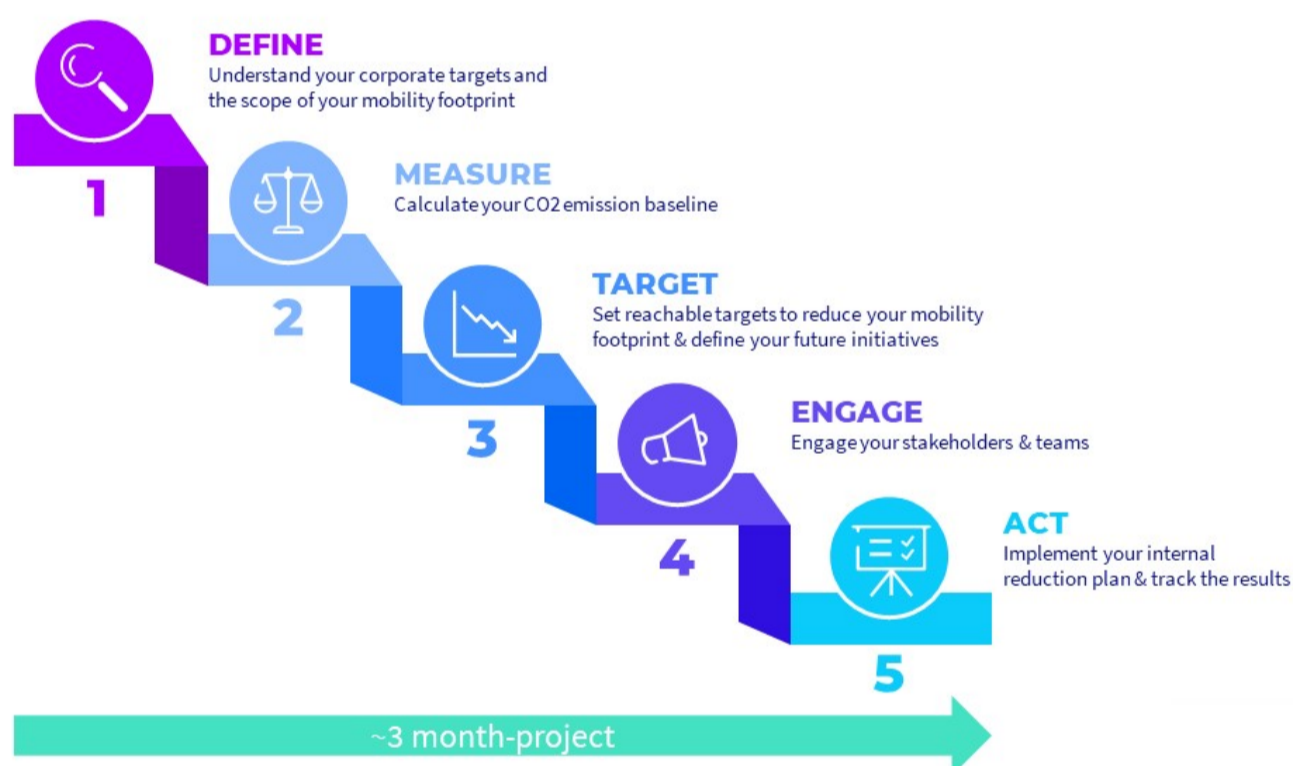 DEFINE
Understand your corporate targets and
the scope of your mobility footprint
1
MEASURE
Calculate your CO2 emission baseline
2
TARGET
Set reachable targets to reduce your mobility
footprint & define your future initiatives
3
ENGAGE
Engage your stakeholders & teams
4
ACT
Implement your internal
reduction plan & track the results
5
~3 month-project